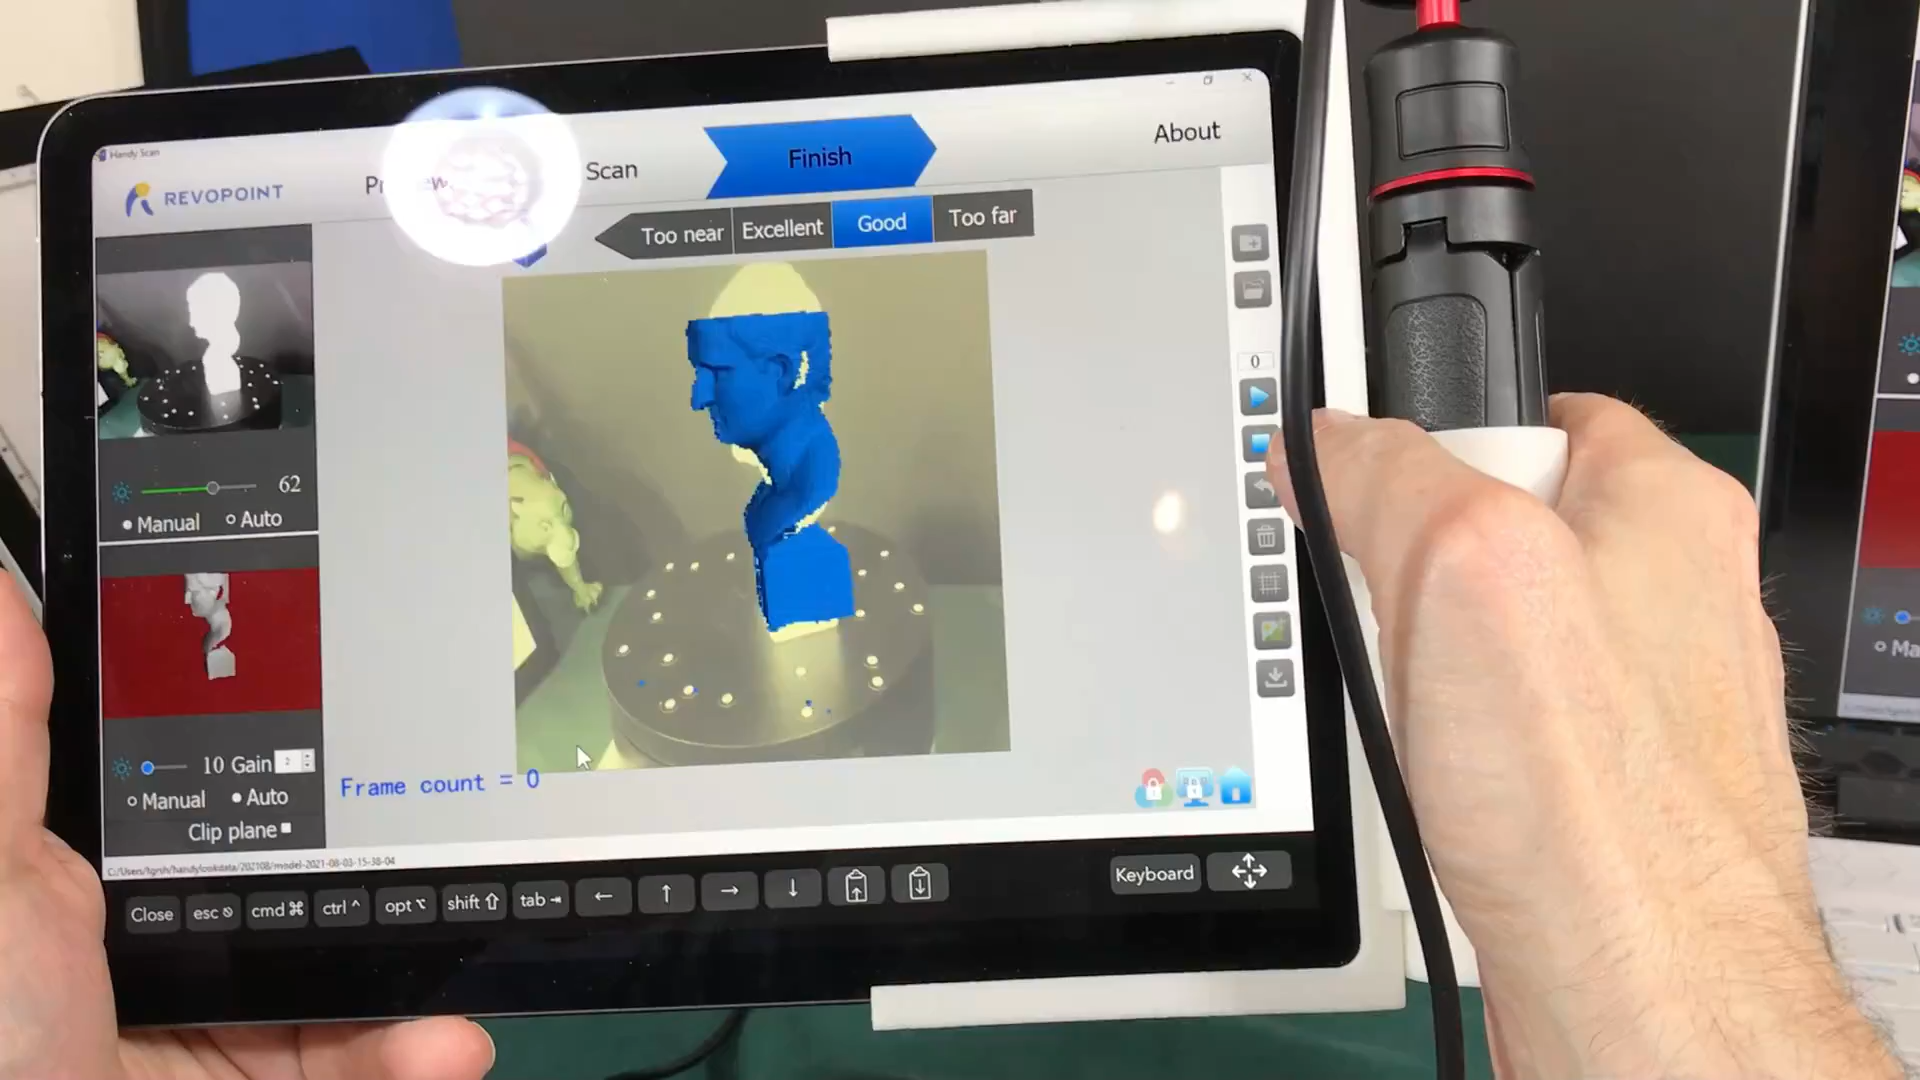 Handy Scan
REVOPOINT
Scan
Finish
About
Too near
Excellent
Good
Too far
62
Manual
Auto
0
10 Gain 2
Manual
Auto
Clip plane
Frame count = 0
Close
esc
cmd ⌘
ctrl ^
opt ⌥
shift ⇧
tab
←
↑
→
↓
Keyboard